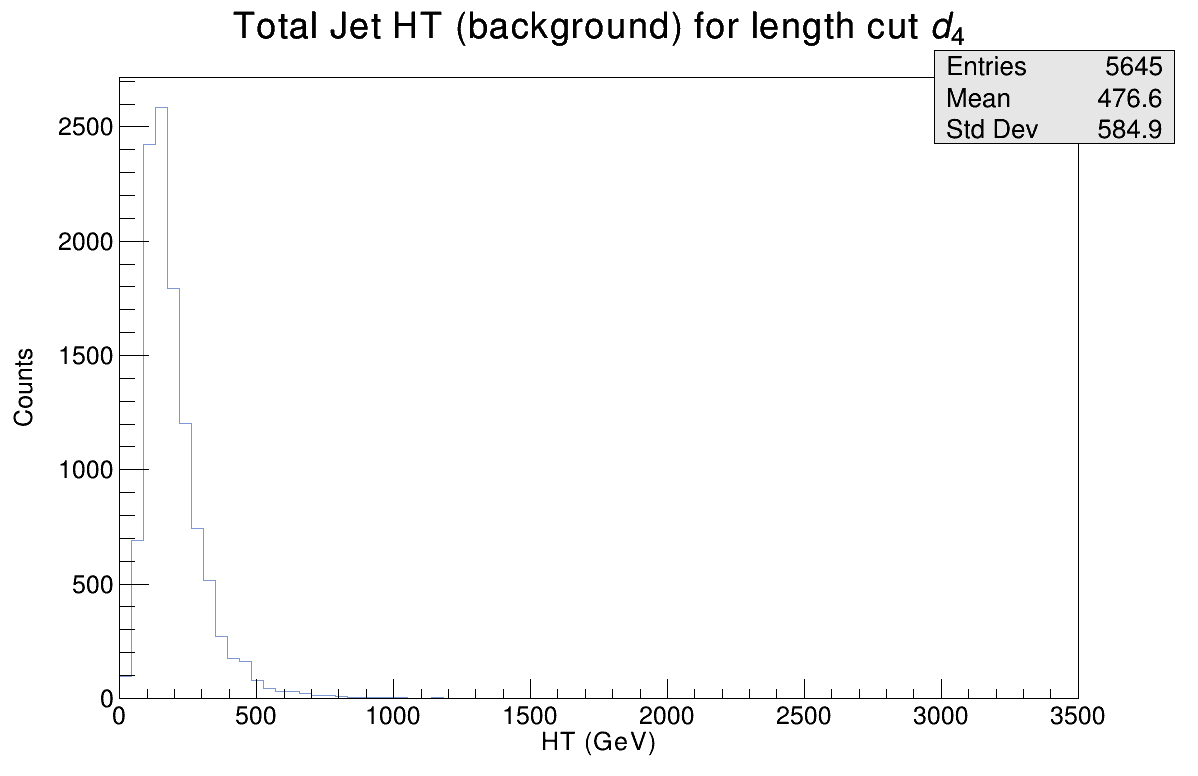 Total Jet HT (background) for length cut d₄
Entries 5645
Mean 476.6
Std Dev 584.9
2500
2000
1500
1000
500
0
Counts
0 500 1000 1500 2000 2500 3000 3500
HT (GeV)